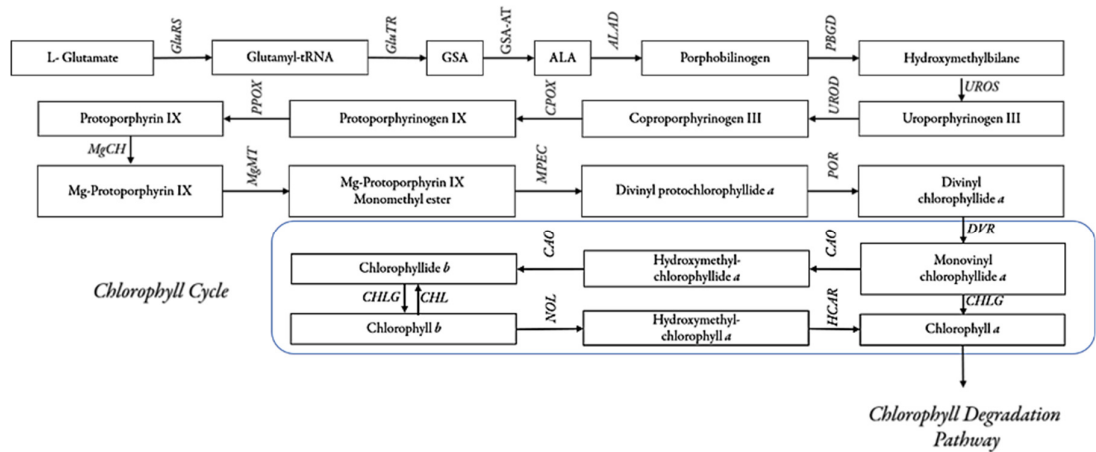 GluRS
GluTR
GSA-AT
ALAD
PBGD
L- Glutamate
Glutamyl-tRNA
GSA
ALA
Porphobilinogen
Hydroxymethylbilane
UROS
PPOX
CPOX
UROD
Protoporphyrin IX
Protoporphyrinogen IX
Coproporphyrinogen III
Uroporphyrinogen III
MgCH
MgMT
MPEC
POR
Mg-Protoporphyrin IX
Mg-Protoporphyrin IX
Monomethyl ester
Divinyl protochlorophyllide a
Divinyl
chlorophyllide a
DVR
CAO
CAO
Chlorophyllide b
Hydroxymethyl-
chlorophyllide a
Monovinyl
chlorophyllide a
Chlorophyll Cycle
CHLG
CHL
CHLG
NOL
HCAR
Chlorophyll b
Hydroxymethyl-
chlorophyll a
Chlorophyll a
Chlorophyll Degradation
Pathway